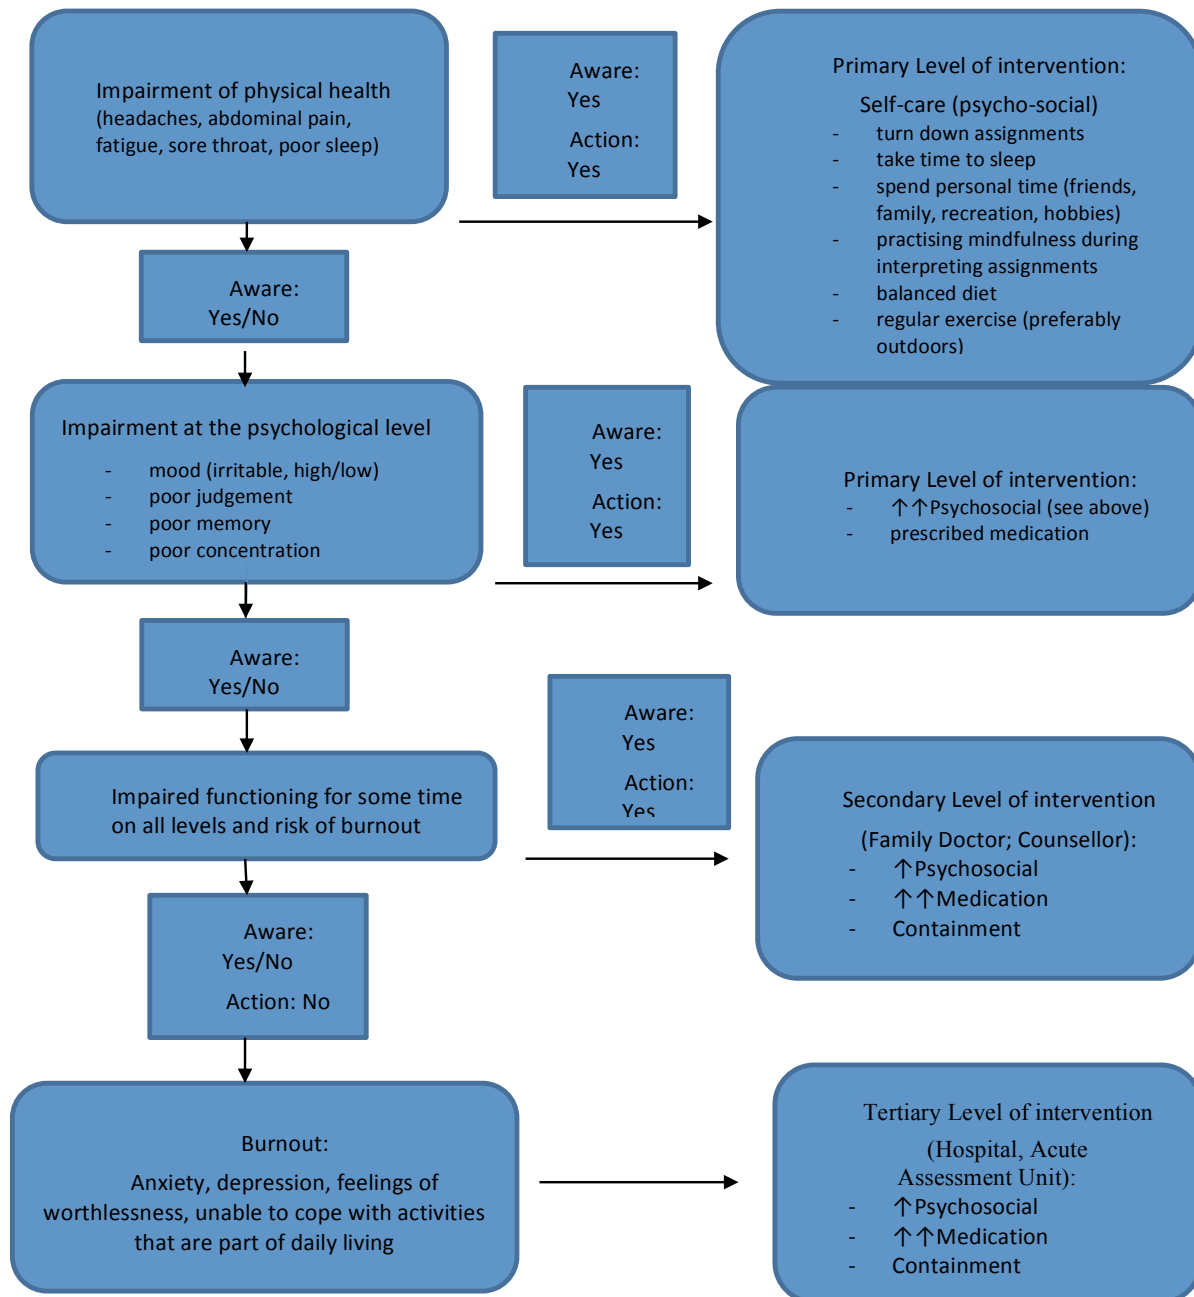 Impairment of physical health
(headaches, abdominal pain,
fatigue, sore throat, poor sleep)
Aware:
Yes
Action:
Yes
Primary Level of intervention:
Self-care (psycho-social)
- turn down assignments
- take time to sleep
- spend personal time (friends,
family, recreation, hobbies)
- practising mindfulness during
interpreting assignments
- balanced diet
- regular exercise (preferably
outdoors)
Aware:
Yes/No
Impairment at the psychological level
- mood (irritable, high/low)
- poor judgement
- poor memory
- poor concentration
Aware:
Yes
Action:
Yes
Primary Level of intervention:
- ↑↑Psychosocial (see above)
- prescribed medication
Aware:
Yes/No
Impaired functioning for some time
on all levels and risk of burnout
Aware:
Yes
Action:
Yes
Secondary Level of intervention
(Family Doctor; Counsellor):
- ↑Psychosocial
- ↑↑Medication
- Containment
Aware:
Yes/No
Action: No
Burnout:
Anxiety, depression, feelings of
worthlessness, unable to cope with activities
that are part of daily living
Tertiary Level of intervention
(Hospital, Acute
Assessment Unit):
- ↑Psychosocial
- ↑↑Medication
- Containment